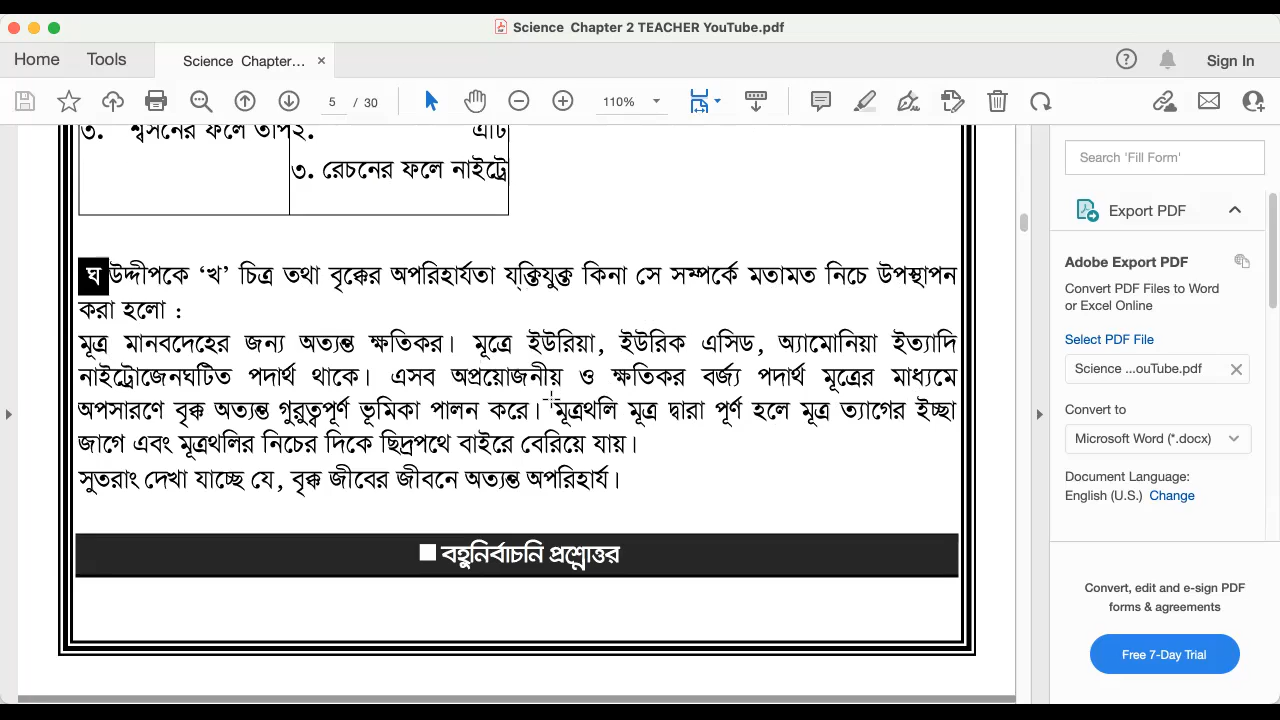 Science Chapter 2 TEACHER YouTube.pdf
Home Tools Science Chapter... × Sign In
5 / 30 110%
৩. শ্বসনের ফলে তাপ ২. এটি
৩. রেচনের ফলে নাইট্রো
ঘ উদ্দীপকে ‘খ’ চিত্র তথা বৃক্কের অপরিহার্যতা যক্তিযুক্ত কিনা সে সম্পর্কে মতামত নিচে উপস্থাপন
করা হলো :
মূত্র মানবদেহের জন্য অত্যন্ত ক্ষতিকর। মূত্রে ইউরিয়া, ইউরিক এসিড, অ্যামোনিয়া ইত্যাদি
নাইট্রোজেনঘটিত পদার্থ থাকে। এসব অপ্রয়োজনীয় ও ক্ষতিকর বর্জ্য পদার্থ মূত্রের মাধ্যমে
অপসারণে বৃক্ক অত্যন্ত গুরুত্বপূর্ণ ভূমিকা পালন করে। মূত্রথলি মূত্র দ্বারা পূর্ণ হলে মূত্র ত্যাগের ইচ্ছা
জাগে এবং মূত্রথলির নিচের দিকে ছিদ্রপথে বাইরে বেরিয়ে যায়।
সুতরাং দেখা যাচ্ছে যে, বৃক্ক জীবের জীবনে অত্যন্ত অপরিহার্য।
বহুনির্বাচনি প্রশ্নোত্তর
Search 'Fill Form'
Export PDF
Adobe Export PDF
Convert PDF Files to Word
or Excel Online
Select PDF File
Science ...ouTube.pdf
Convert to
Microsoft Word (*.docx)
Document Language:
English (U.S.) Change
Convert, edit and e-sign PDF
forms & agreements
Free 7-Day Trial